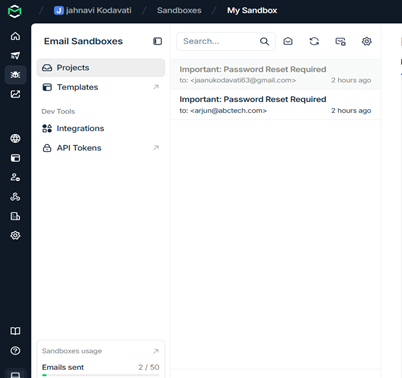 J jahnavi Kodavati / Sandboxes / My Sandbox
Email Sandboxes
Search...
Projects
Templates
Dev Tools
Integrations
API Tokens
Important: Password Reset Required
to: <jaanukodavati63@gmail.com> 2 hours ago
Important: Password Reset Required
to: <arjun@abctech.com> 2 hours ago
Sandboxes usage
Emails sent 2 / 50